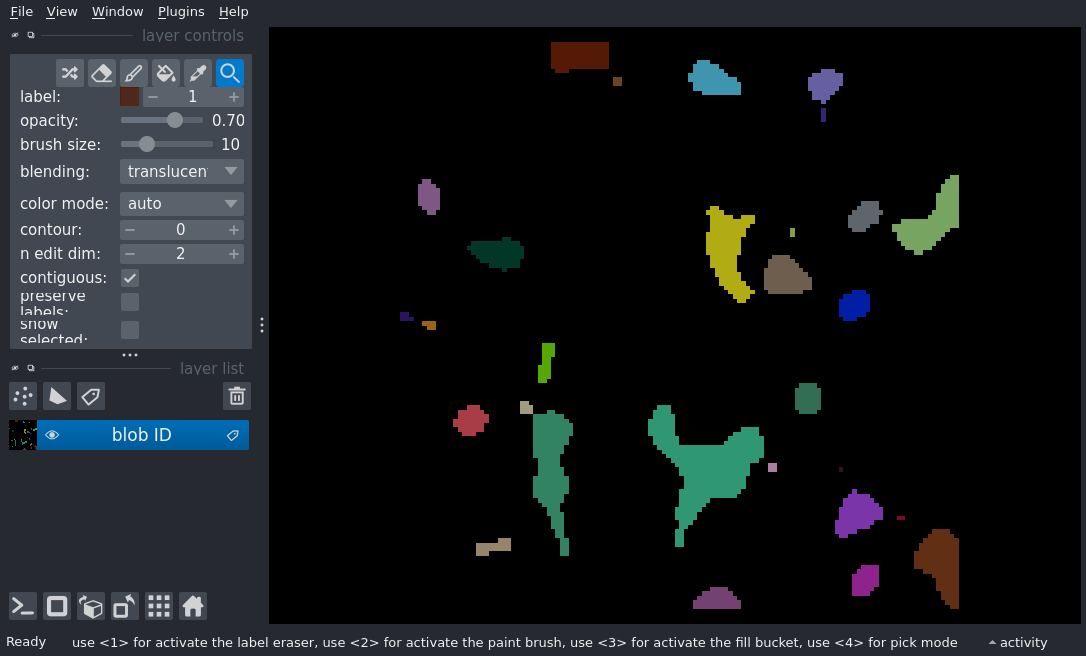 File View Window Plugins Help
layer controls
label: 1
opacity: 0.70
brush size: 10
blending: translucen
color mode: auto
contour: 0
n edit dim: 2
contiguous:
preserve
labels:
show
selected:
layer list
blob ID
Ready use <1> for activate the label eraser, use <2> for activate the paint brush, use <3> for activate the fill bucket, use <4> for pick mode activity